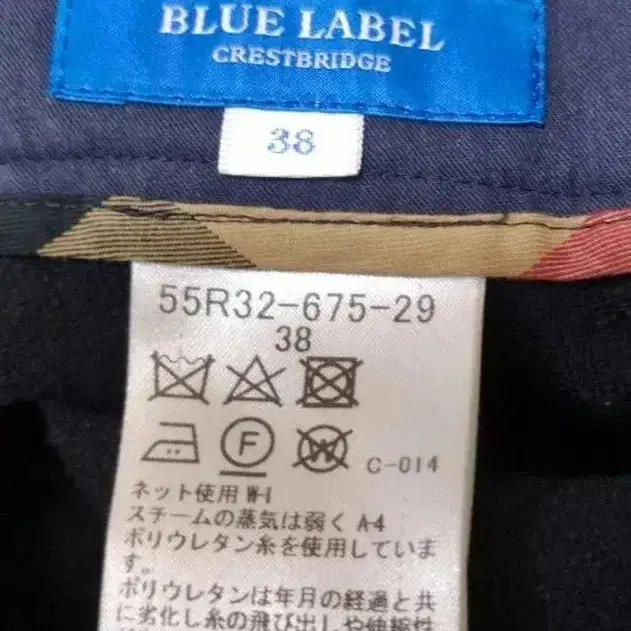 BLUE LABEL
CRESTBRIDGE
38
55R32-675-29
38
F W C-014
ネット使用 W-I
スチームの蒸気は弱く A-4
ポリウレタン糸を使用していま
す。
ポリウレタンは年月の経過と共
に劣化し糸の飛び出しや伸縮性